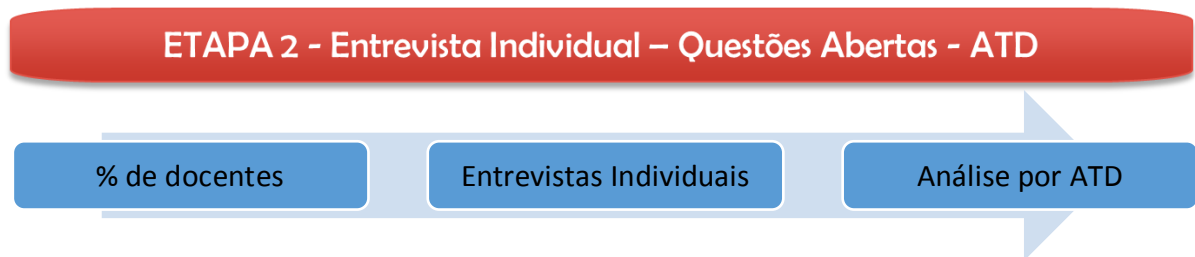 ETAPA 2 - Entrevista Individual – Questões Abertas - ATD
% de docentes
Entrevistas Individuais
Análise por ATD